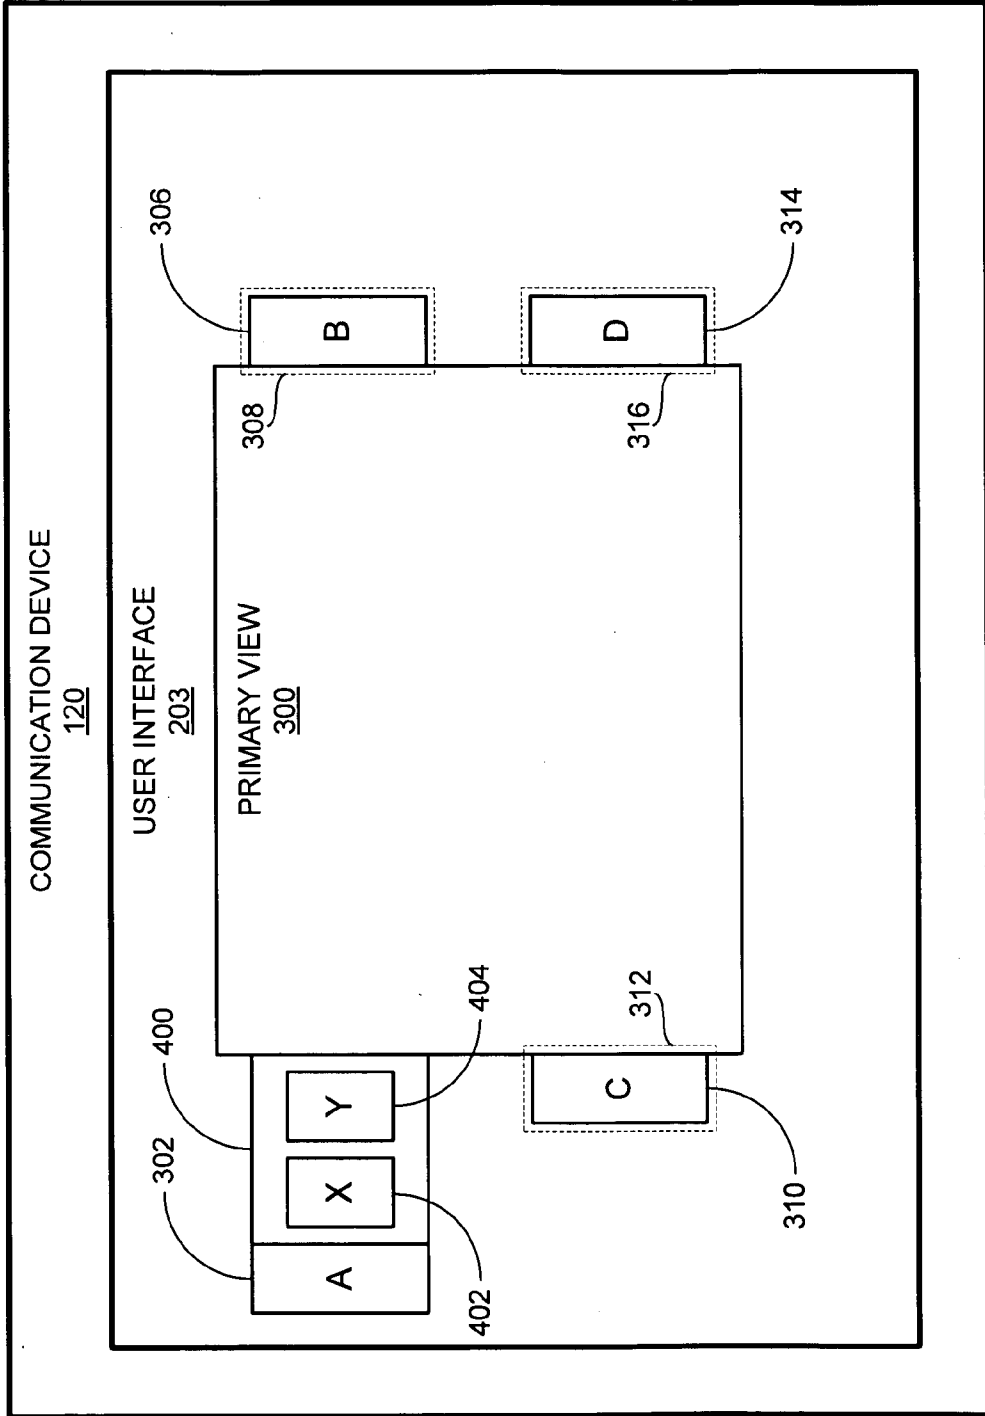 COMMUNICATION DEVICE
120
USER INTERFACE
203
PRIMARY VIEW
300
302
400
306
A
X
Y
B
402
404
308
C
D
312
316
310
314